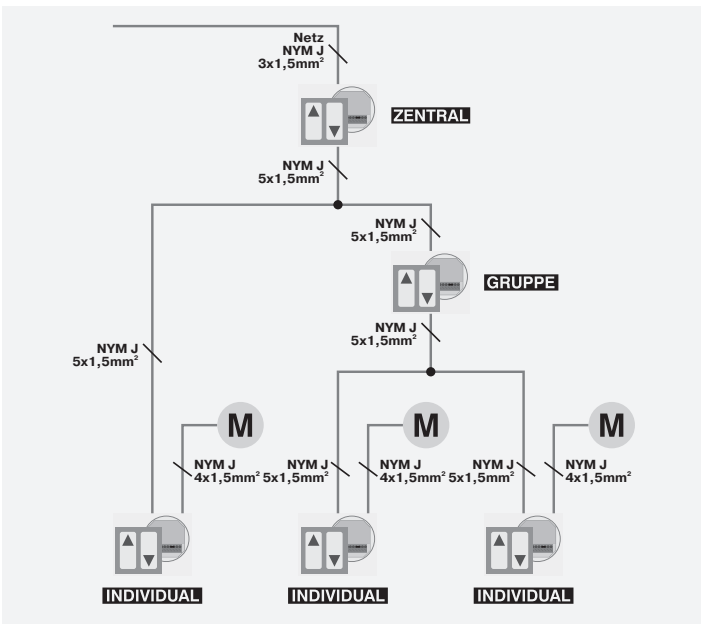 Netz
NYM J
3x1,5mm²
ZENTRAL
NYM J
5x1,5mm²
NYM J
5x1,5mm²
GRUPPE
NYM J
5x1,5mm²
NYM J
5x1,5mm²
M
M
M
NYM J
4x1,5mm²
NYM J
5x1,5mm²
NYM J
4x1,5mm²
NYM J
5x1,5mm²
NYM J
4x1,5mm²
INDIVIDUAL
INDIVIDUAL
INDIVIDUAL